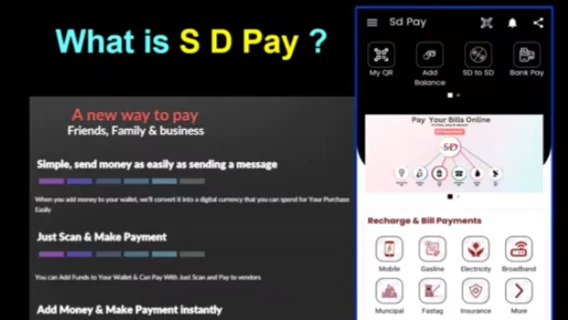 What is S D Pay ?
A new way to pay
Friends, Family & business
Simple, send money as easily as sending a message
When you add money to your wallet, we'll convert it into a digital currency that you can spend for Your Purchase
Easily
Just Scan & Make Payment
You can Add Funds to Your Wallet & Can Pay With Just Scan and Pay to vendors
Add Money & Make Payment instantly
Sd Pay
My QR
Add Balance
SD to SD
Bank Pay
Pay Your Bills Online
SD
Recharge & Bill Payments
Mobile
Gasline
Electricity
Broadband
Muncipal
Fastag
Insurance
More